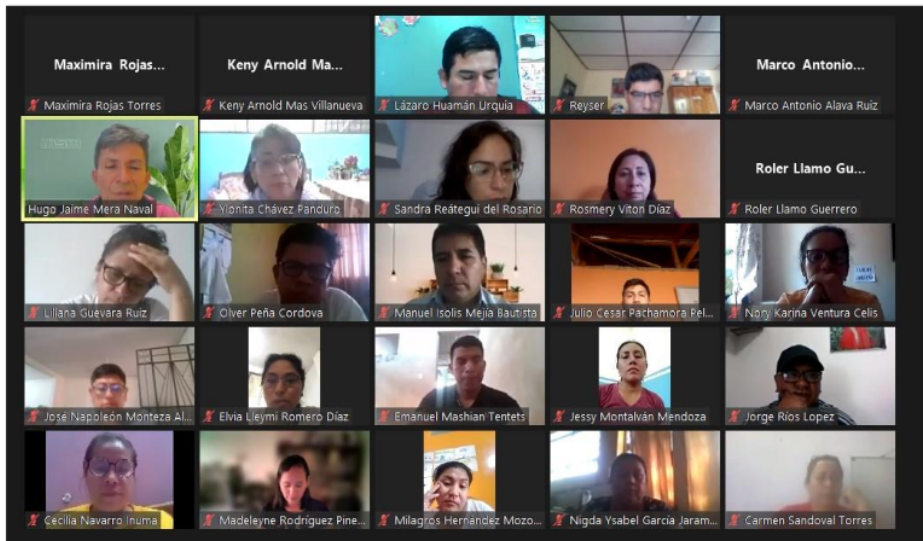 Maximira Rojas...
Keny Arnold Ma...
Marco Antonio...
Maximira Rojas Torres
Keny Arnold Mas Villanueva
Lázaro Huamán Urquia
Reyser
Marco Antonio Alava Ruiz
Roler Llamo Gu...
Hugo Jaime Mera Naval
Ylonita Chávez Panduro
Sandra Reátegui del Rosario
Rosmery Viton Díaz
Roler Llamo Guerrero
Liliana Guevara Ruiz
Olver Peña Cordova
Manuel Isolis Mejía Bautista
Julio Cesar Pachamora Pel...
Nory Karina Ventura Celis
José Napoleón Monteza Al...
Elvia Lleymi Romero Díaz
Emanuel Mashian Tentets
Jessy Montalván Mendoza
Jorge Ríos Lopez
Cecilia Navarro Inuma
Madeleyne Rodríguez Pine...
Milagros Hernández Mozo...
Nigda Ysabel García Jaram...
Carmen Sandoval Torres